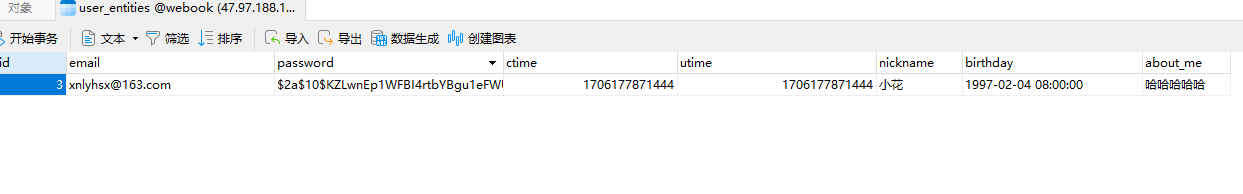 对象 user_entities @webook (47.97.188.1...
开始事务 文本 筛选 排序 导入 导出 数据生成 创建图表
id email password ctime utime nickname birthday about_me
3 xnlyhsx@163.com $2a$10$KZLwnEp1WFBI4rtbYBgu1eFWU 1706177871444 1706177871444 小花 1997-02-04 08:00:00 哈哈哈哈哈